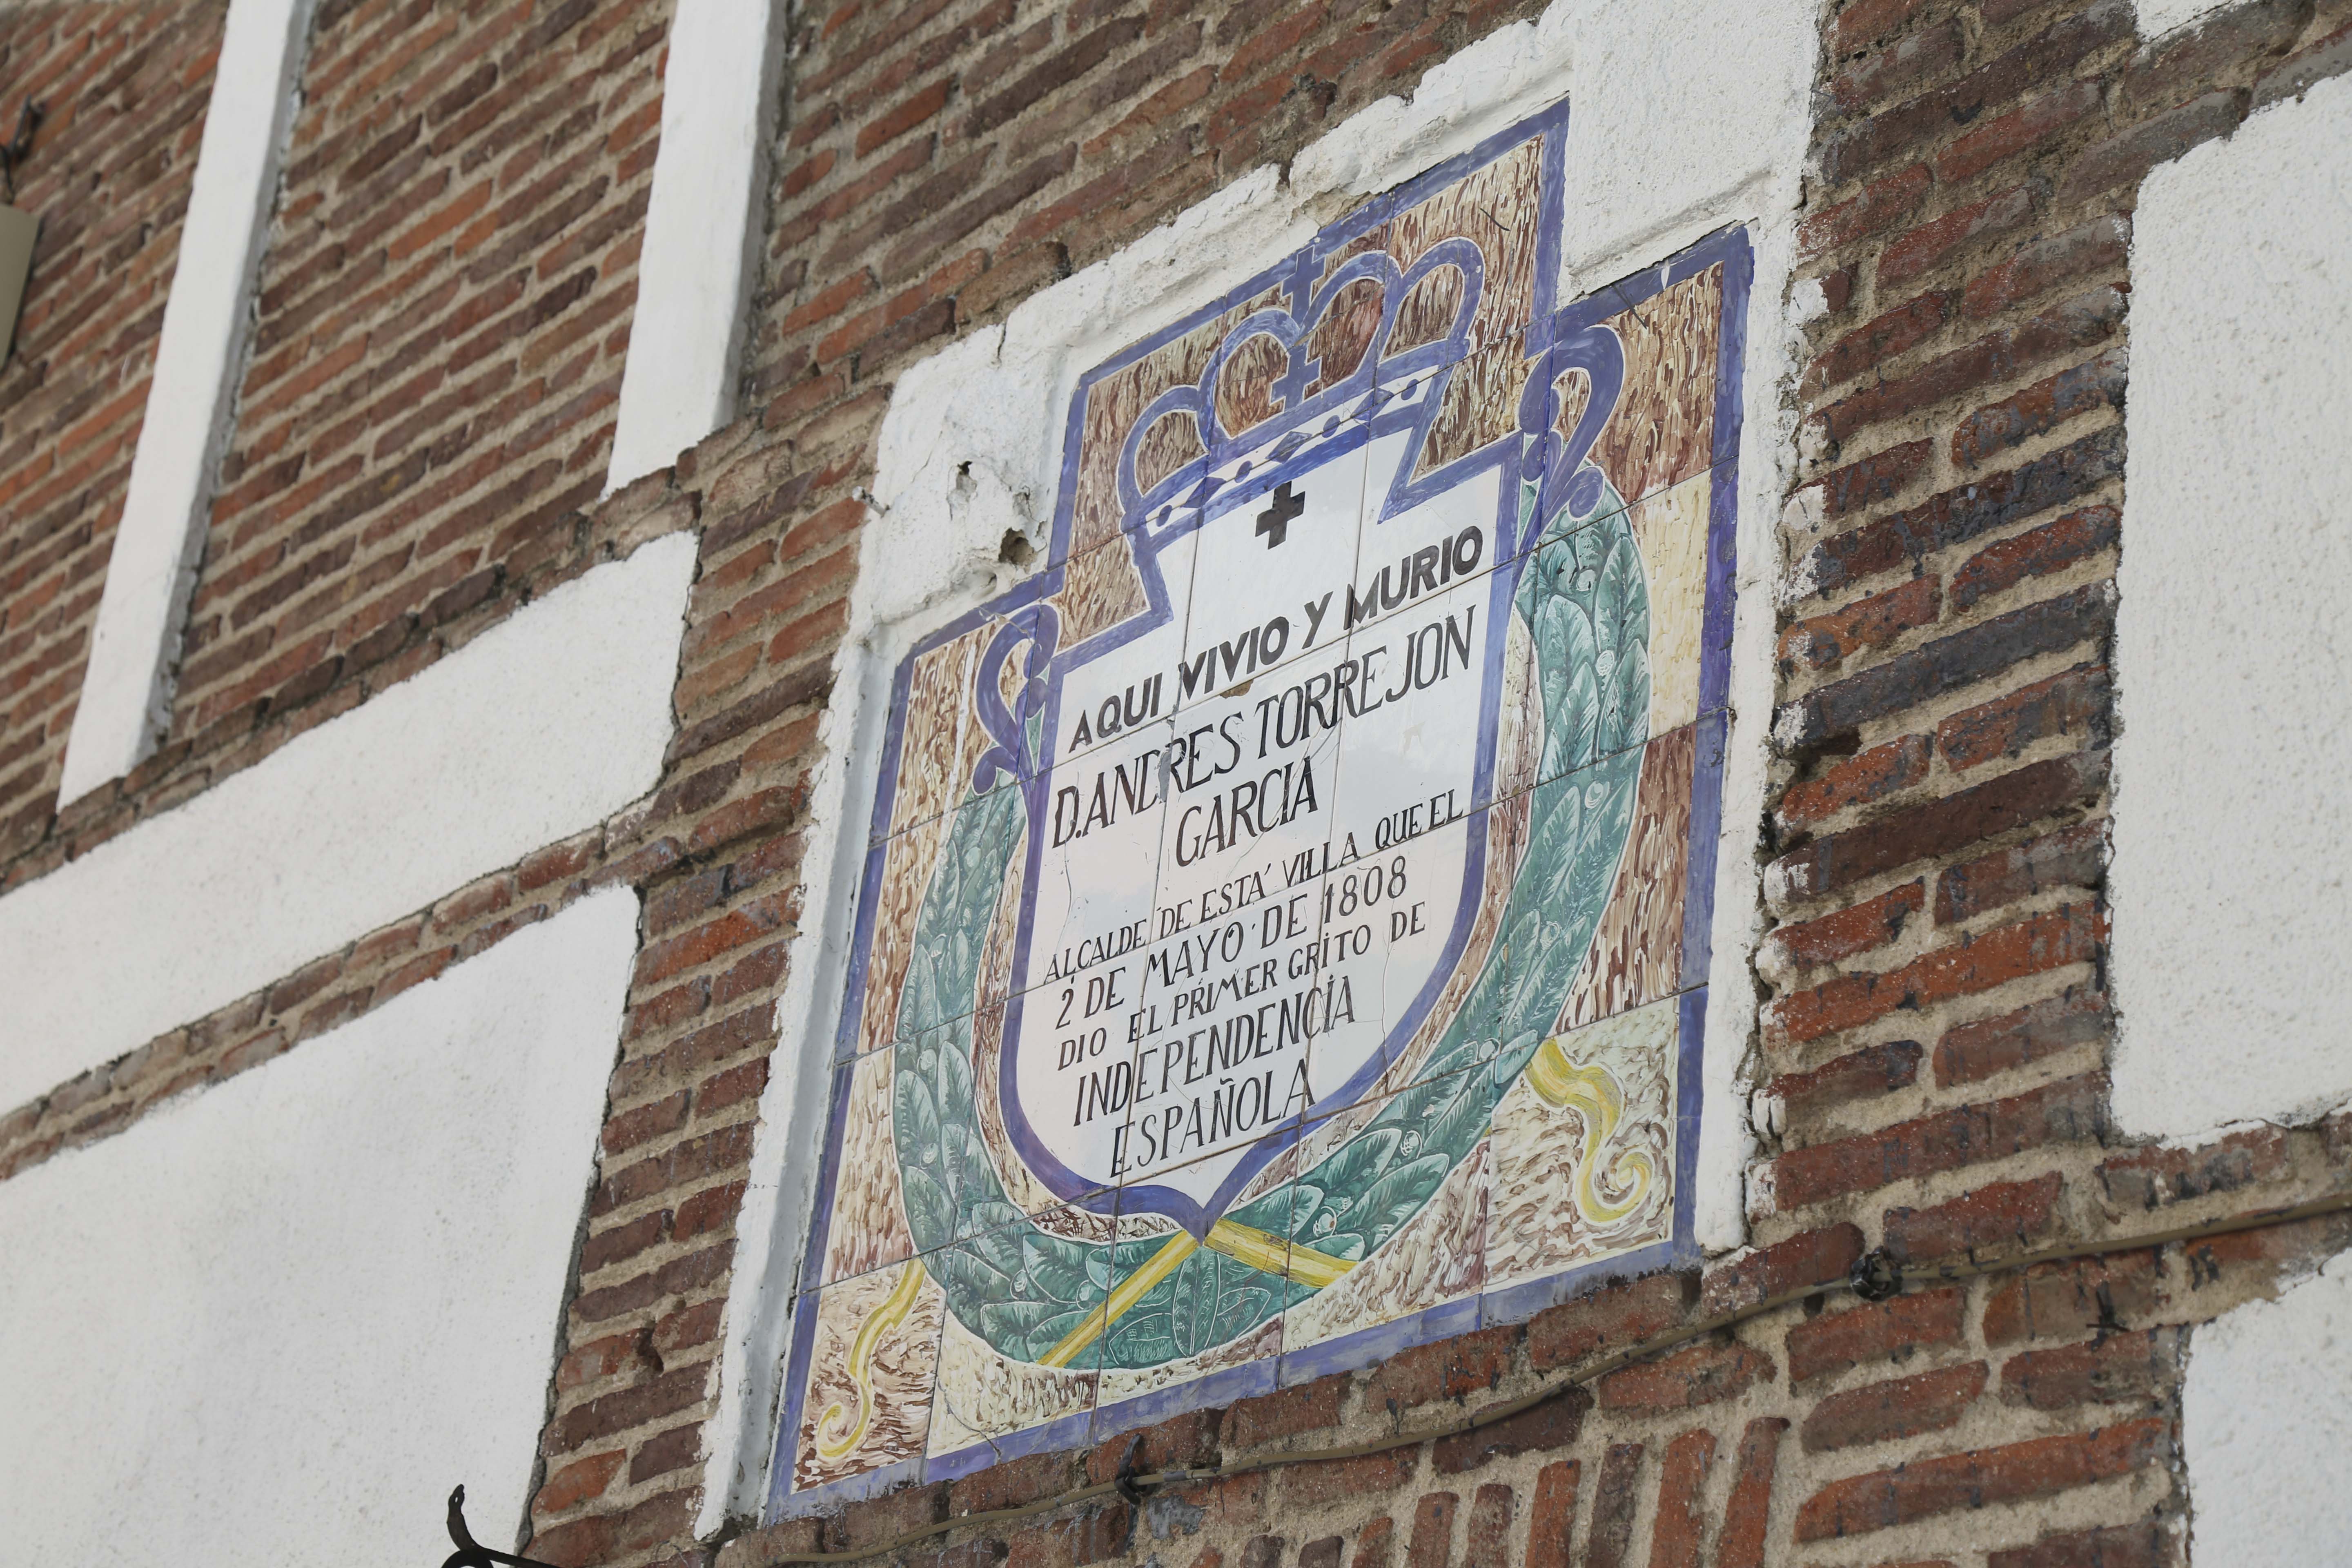 AQUI VIVIO Y MURIO
D.ANDRES TORREJON
GARCIA
ALCALDE DE ESTA' VILLA QUE EL
2 DE MAYO DE 1808
DIO EL PRIMER GRITO DE
INDEPENDENCIA
ESPAÑOLA